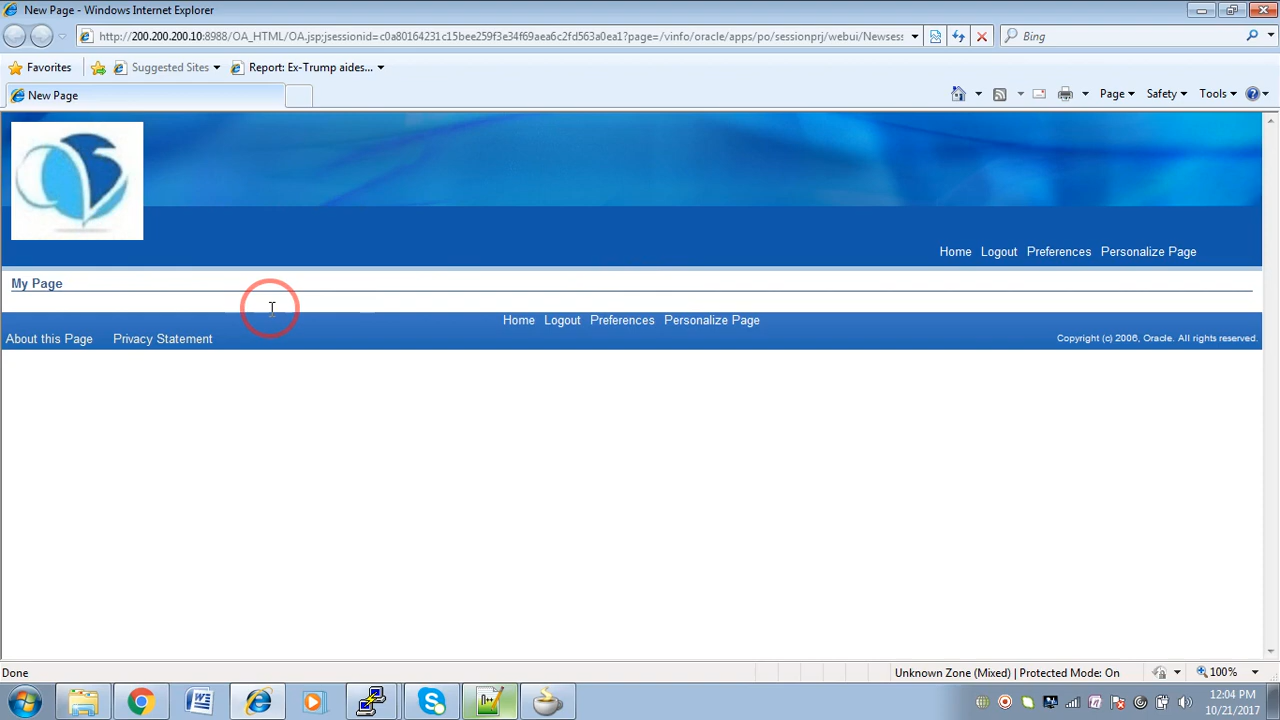 New Page - Windows Internet Explorer
http://200.200.200.10:8988/OA_HTML/OA.jsp;jsessionid=c0a80164231c15bee259f3e34f69aea6c2fd563a0ea1?page=/vinfo/oracle/apps/po/sessionprj/webui/Newsess
Bing
Favorites
Suggested Sites
Report: Ex-Trump aides...
New Page
Page
Safety
Tools
Home Logout Preferences Personalize Page
My Page
Home Logout Preferences Personalize Page
About this Page Privacy Statement
Copyright (c) 2006, Oracle. All rights reserved.
Done
Unknown Zone (Mixed) | Protected Mode: On
100%
12:04 PM
10/21/2017